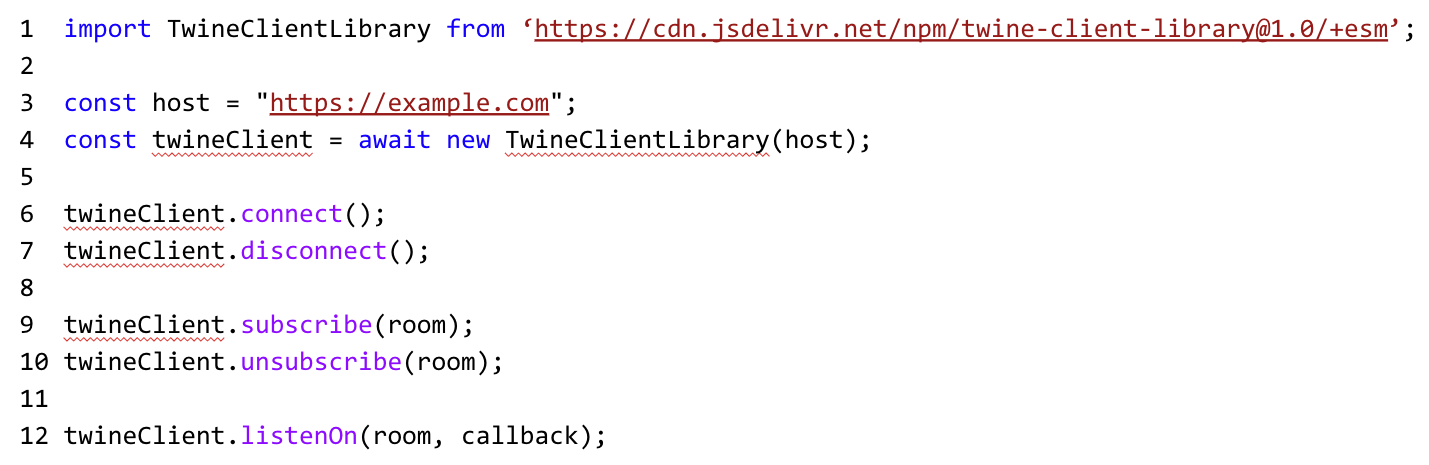 1 import TwineClientLibrary from ‘https://cdn.jsdelivr.net/npm/twine-client-library@1.0/+esm’;
2
3 const host = "https://example.com";
4 const twineClient = await new TwineClientLibrary(host);
5
6 twineClient.connect();
7 twineClient.disconnect();
8
9 twineClient.subscribe(room);
10 twineClient.unsubscribe(room);
11
12 twineClient.listenOn(room, callback);